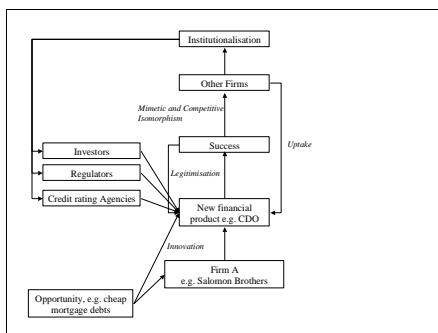 Institutionalisation
Other Firms
Mimetic and Competitive
Isomorphism
Investors
Success
Uptake
Regulators
Legitimisation
Credit rating Agencies
New financial
product e.g. CDO
Innovation
Firm A
e.g. Salomon Brothers
Opportunity, e.g. cheap
mortgage debts